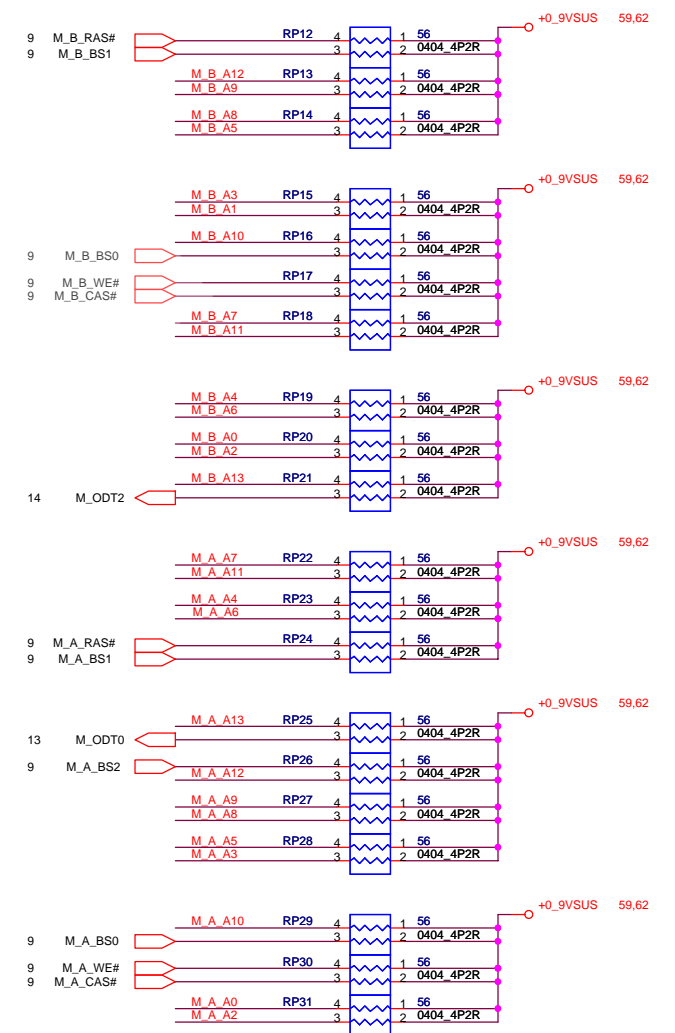 +0_9VSUS 59,62
9 M_B_RAS# RP12 4 1 56
9 M_B_BS1 3 2 0404_4P2R
M_B_A12 RP13 4 1 56
M_B_A9 3 2 0404_4P2R
M_B_A8 RP14 4 1 56
M_B_A5 3 2 0404_4P2R
+0_9VSUS 59,62
M_B_A3 RP15 4 1 56
M_B_A1 3 2 0404_4P2R
M_B_A10 RP16 4 1 56
9 M_B_BS0 3 2 0404_4P2R
9 M_B_WE# RP17 4 1 56
9 M_B_CAS# 3 2 0404_4P2R
M_B_A7 RP18 4 1 56
M_B_A11 3 2 0404_4P2R
+0_9VSUS 59,62
M_B_A4 RP19 4 1 56
M_B_A6 3 2 0404_4P2R
M_B_A0 RP20 4 1 56
M_B_A2 3 2 0404_4P2R
M_B_A13 RP21 4 1 56
14 M_ODT2 3 2 0404_4P2R
+0_9VSUS 59,62
M_A_A7 RP22 4 1 56
M_A_A11 3 2 0404_4P2R
M_A_A4 RP23 4 1 56
M_A_A6 3 2 0404_4P2R
9 M_A_RAS# RP24 4 1 56
9 M_A_BS1 3 2 0404_4P2R
+0_9VSUS 59,62
M_A_A13 RP25 4 1 56
13 M_ODT0 3 2 0404_4P2R
9 M_A_BS2 RP26 4 1 56
M_A_A12 3 2 0404_4P2R
M_A_A9 RP27 4 1 56
M_A_A8 3 2 0404_4P2R
M_A_A5 RP28 4 1 56
M_A_A3 3 2 0404_4P2R
+0_9VSUS 59,62
M_A_A10 RP29 4 1 56
9 M_A_BS0 3 2 0404_4P2R
9 M_A_WE# RP30 4 1 56
9 M_A_CAS# 3 2 0404_4P2R
M_A_A0 RP31 4 1 56
M_A_A2 3 2 0404_4P2R